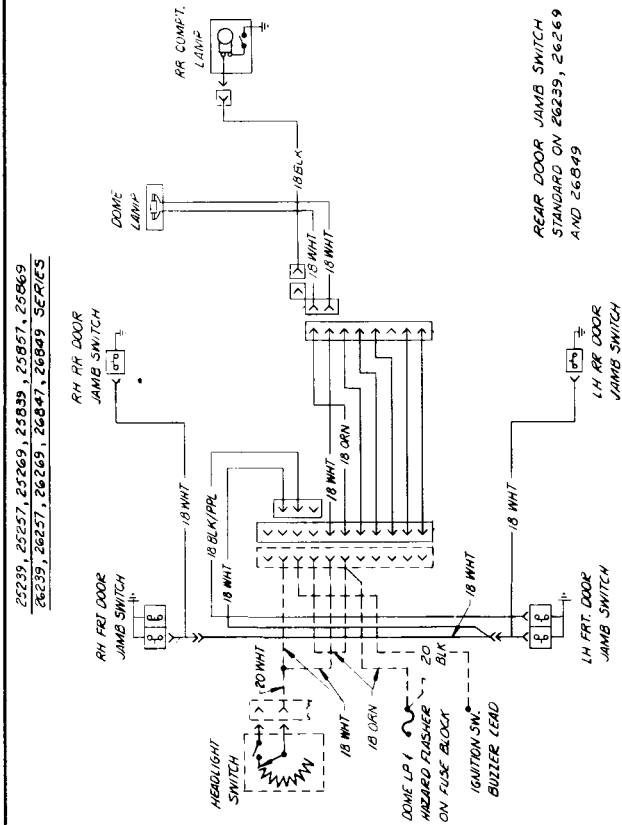 25239, 25257, 25269, 25839, 25857, 25869
26239, 26257, 26269, 26847, 26849 SERIES
RR COMP'T.
LAMP
DOME
LAMP
18 BLK
18 WHT
18 WHT
REAR DOOR JAMB SWITCH
STANDARD ON 26239, 26269
AND 26849
RH RR DOOR
JAMB SWITCH
18 WHT
LH RR DOOR
JAMB SWITCH
18 WHT
18 WHT
18 ORN
18 BLK/PPL
18 WHT
RH FRT DOOR
JAMB SWITCH
LH FRT. DOOR
JAMB SWITCH
18 WHT
20 WHT
HEADLIGHT
SWITCH
18 WHT
18 ORN
20
BLK
DOME LP &
HAZARD FLASHER
ON FUSE BLOCK
IGNITION SW.
BUZZER LEAD